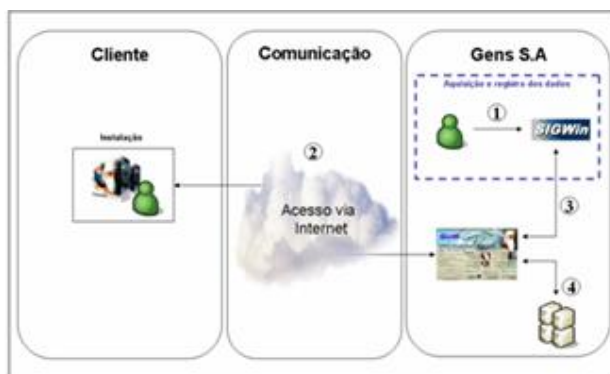 Cliente
Comunicação
Gens S.A
Aquisição e registro dos dados
Instalação
①
SIGWin
②
Acesso via
Internet
③
④